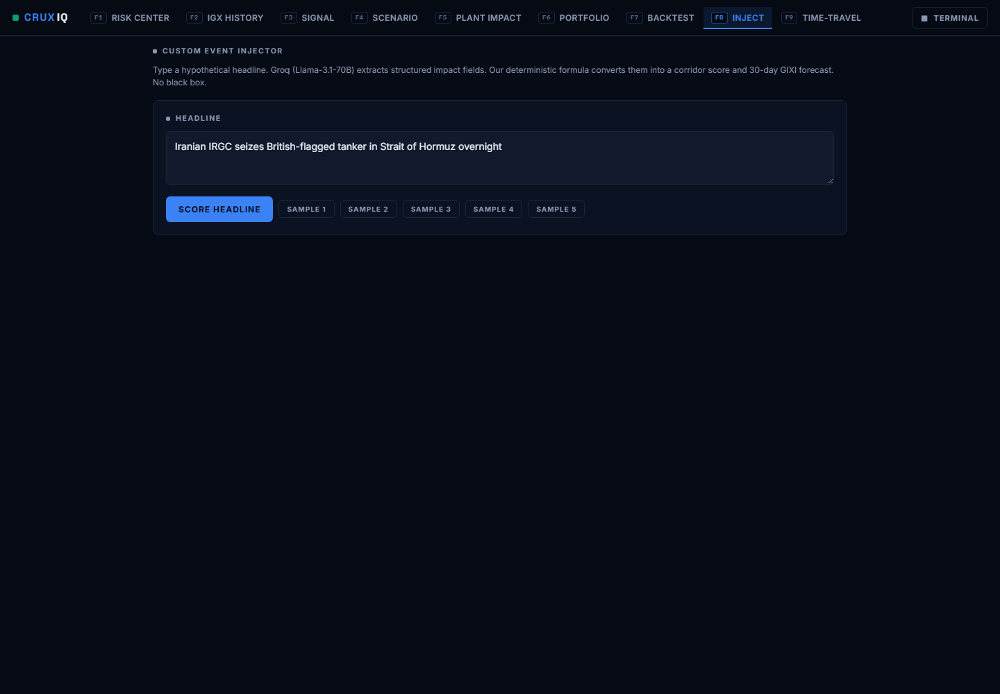 CRUXIQ F1 RISK CENTER F2 IGX HISTORY F3 SIGNAL F4 SCENARIO F5 PLANT IMPACT F6 PORTFOLIO F7 BACKTEST F8 INJECT F9 TIME-TRAVEL TERMINAL
CUSTOM EVENT INJECTOR
Type a hypothetical headline. Groq (Llama-3.1-70B) extracts structured impact fields. Our deterministic formula converts them into a corridor score and 30-day GIXI forecast.
No black box.
HEADLINE
Iranian IRGC seizes British-flagged tanker in Strait of Hormuz overnight
SCORE HEADLINE SAMPLE 1 SAMPLE 2 SAMPLE 3 SAMPLE 4 SAMPLE 5